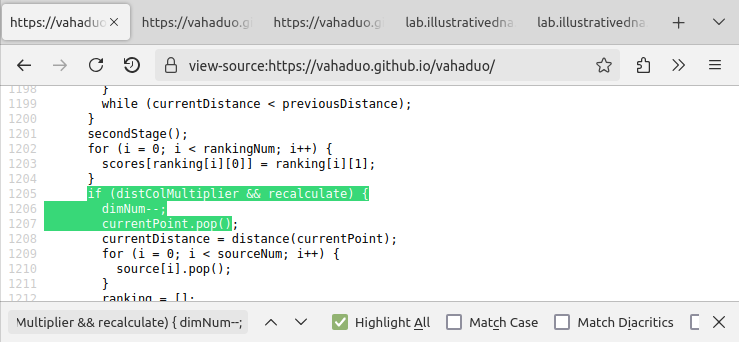 https://vahaduo
https://vahaduo.g
https://vahaduo.g
lab.illustrativedna
lab.illustrativedna
view-source:https://vahaduo.github.io/vahaduo/
1198 }
1199 while (currentDistance < previousDistance);
1200 }
1201 secondStage();
1202 for (i = 0; i < rankingNum; i++) {
1203 scores[ranking[i][0]] = ranking[i][1];
1204 }
1205 if (distColMultiplier && recalculate) {
1206 dimNum--;
1207 currentPoint.pop();
1208 currentDistance = distance(currentPoint);
1209 for (i = 0; i < sourceNum; i++) {
1210 source[i].pop();
1211 }
1212 ranking = [];
Multiplier && recalculate) { dimNum--;
Highlight All
Match Case
Match Diacritics